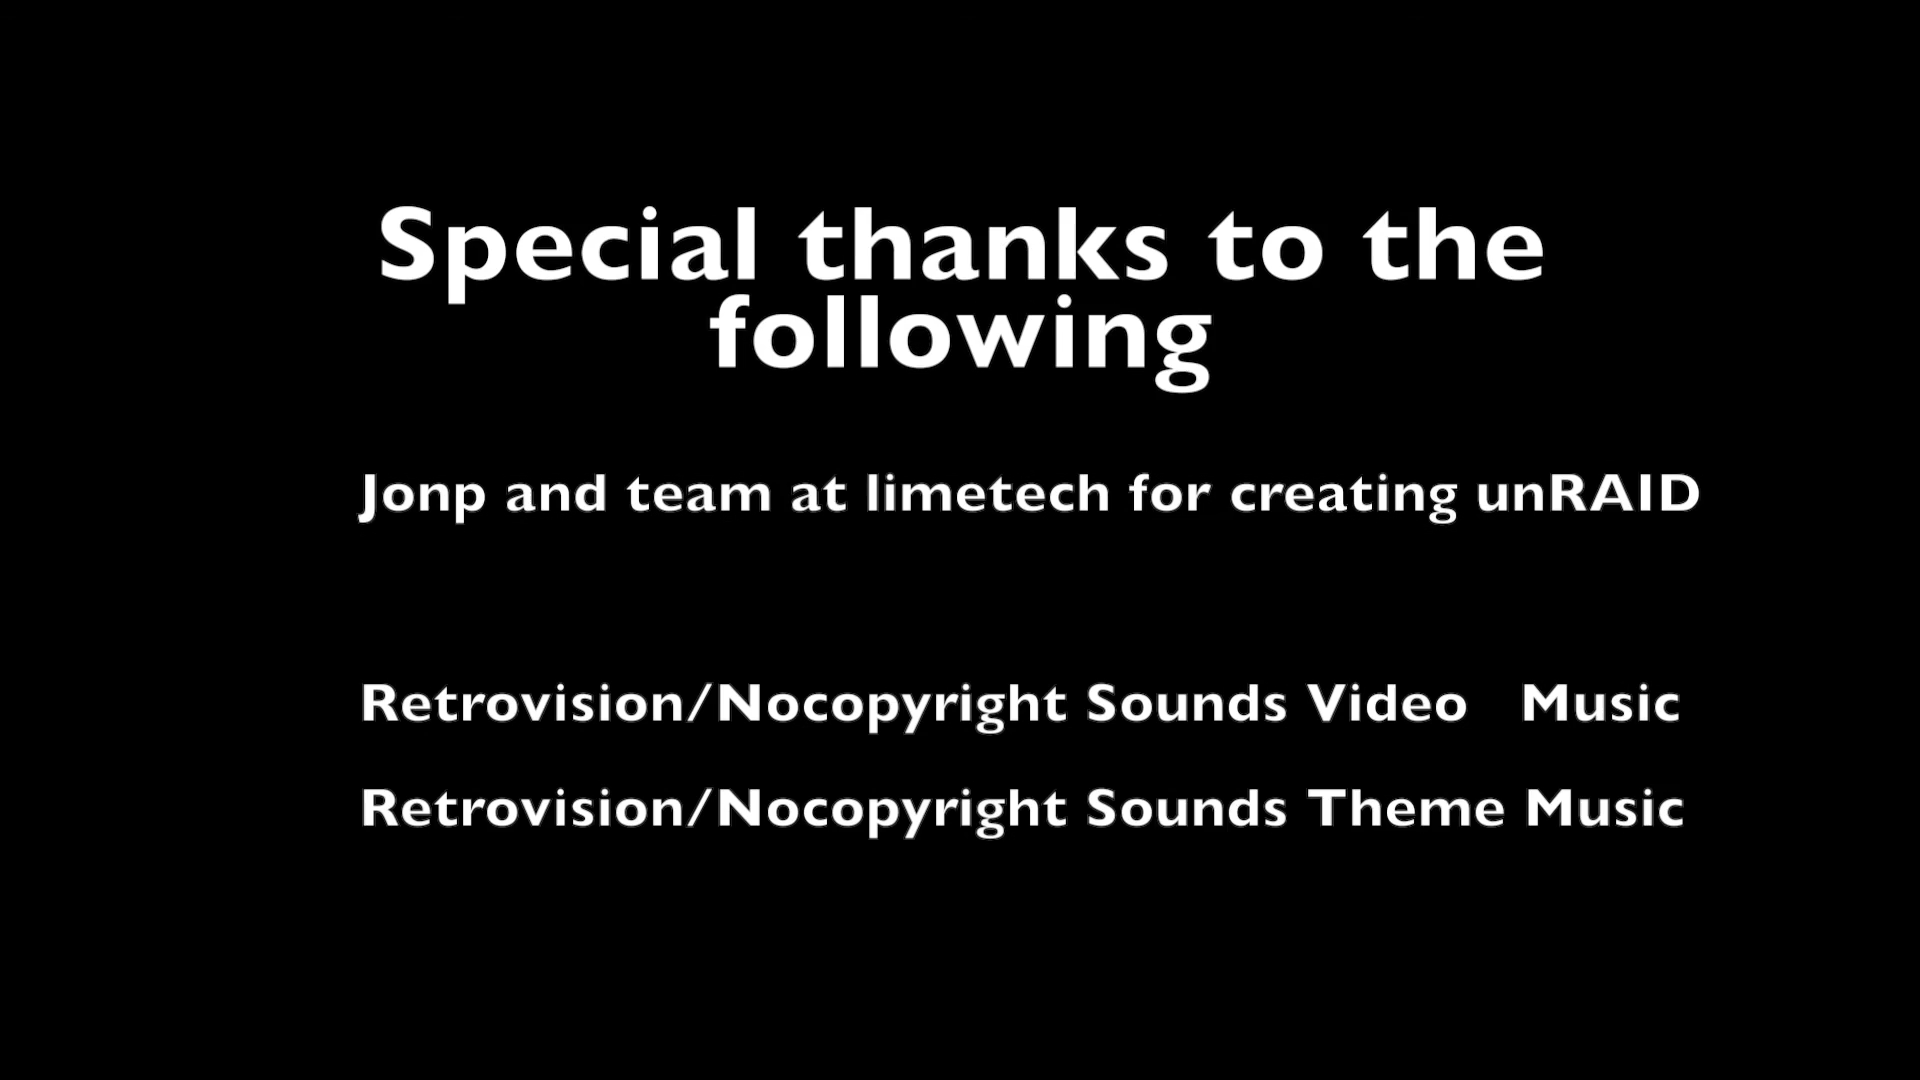 Special thanks to the
following
Jonp and team at limetech for creating unRAID
Retrovision/Nocopyright Sounds Video   Music
Retrovision/Nocopyright Sounds Theme Music